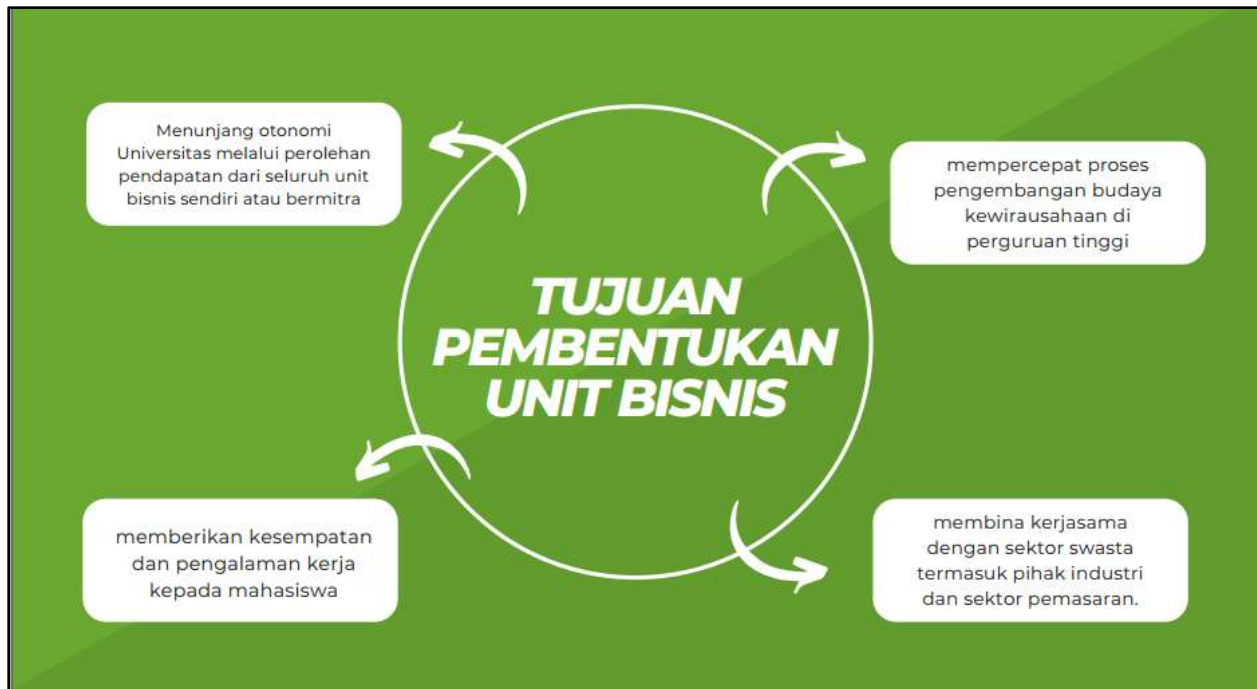 Menunjang otonomi
Universitas melalui perolehan
pendapatan dari seluruh unit
bisnis sendiri atau bermitra
mempercepat proses
pengembangan budaya
kewirausahaan di
perguruan tinggi
TUJUAN
PEMBENTUKAN
UNIT BISNIS
memberikan kesempatan
dan pengalaman kerja
kepada mahasiswa
membina kerjasama
dengan sektor swasta
termasuk pihak industri
dan sektor pemasaran.